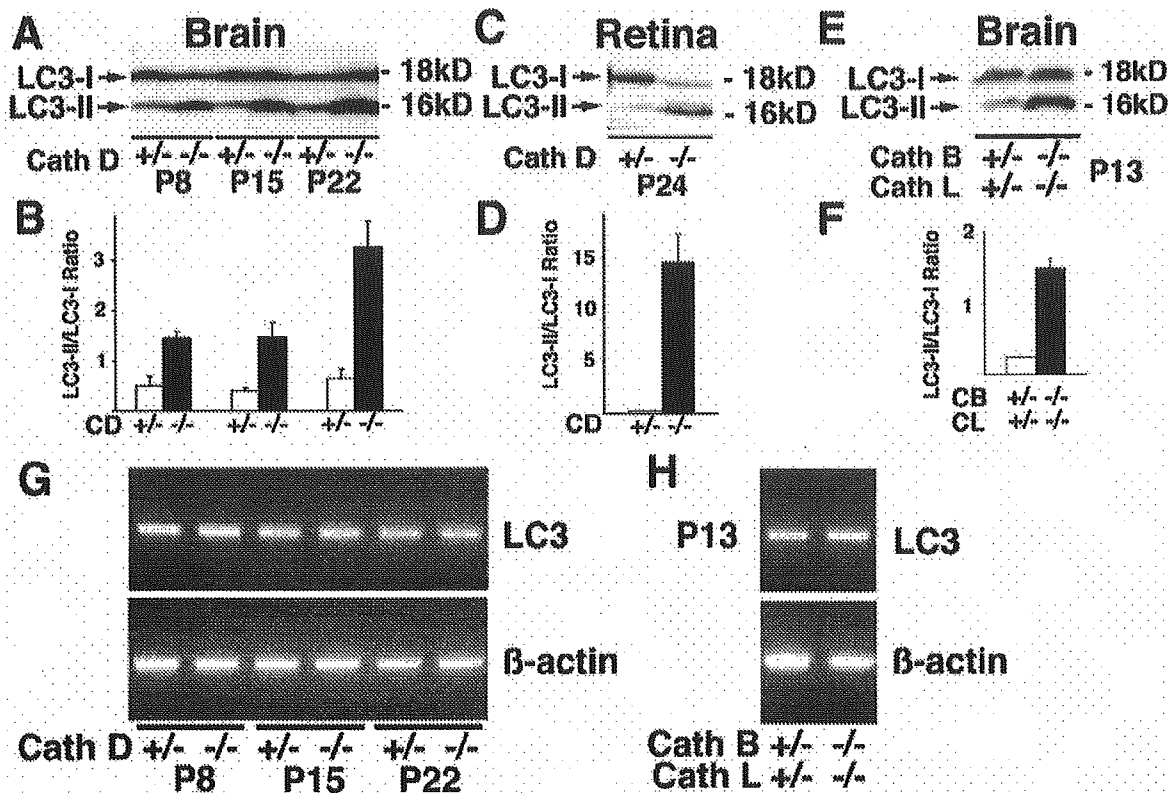 A Brain
LC3-I - 18kD
LC3-II - 16kD
Cath D +/- -/- +/- -/- +/- -/-
P8 P15 P22
C Retina
LC3-I - 18kD
LC3-II - 16kD
Cath D +/- -/-
P24
E Brain
LC3-I - 18kD
LC3-II - 16kD
Cath B +/- -/-
Cath L +/- -/-
P13
B
LC3-II/LC3-I Ratio
3
2
1
CD +/- -/- +/- -/- +/- -/-
D
LC3-II/LC3-I Ratio
15
10
5
CD +/- -/-
F
LC3-II/LC3-I Ratio
2
1
CB +/- -/-
CL +/- -/-
G
LC3
ß-actin
Cath D +/- -/- +/- -/- +/- -/-
P8 P15 P22
H
P13 LC3
ß-actin
Cath B +/- -/-
Cath L +/- -/-